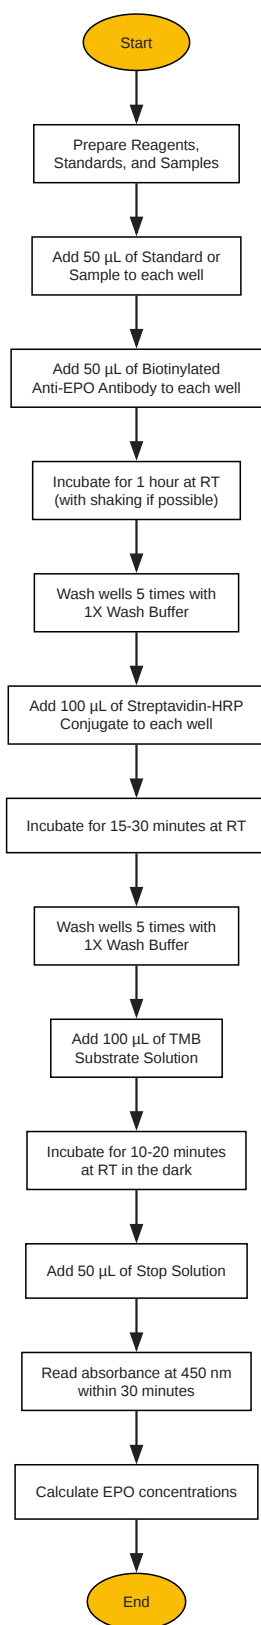 Start
Prepare Reagents,
Standards, and Samples
Add 50 µL of Standard or
Sample to each well
Add 50 µL of Biotinylated
Anti-EPO Antibody to each well
Incubate for 1 hour at RT
(with shaking if possible)
Wash wells 5 times with
1X Wash Buffer
Add 100 µL of Streptavidin-HRP
Conjugate to each well
Incubate for 15-30 minutes at RT
Wash wells 5 times with
1X Wash Buffer
Add 100 µL of TMB
Substrate Solution
Incubate for 10-20 minutes
at RT in the dark
Add 50 µL of Stop Solution
Read absorbance at 450 nm
within 30 minutes
Calculate EPO concentrations
End